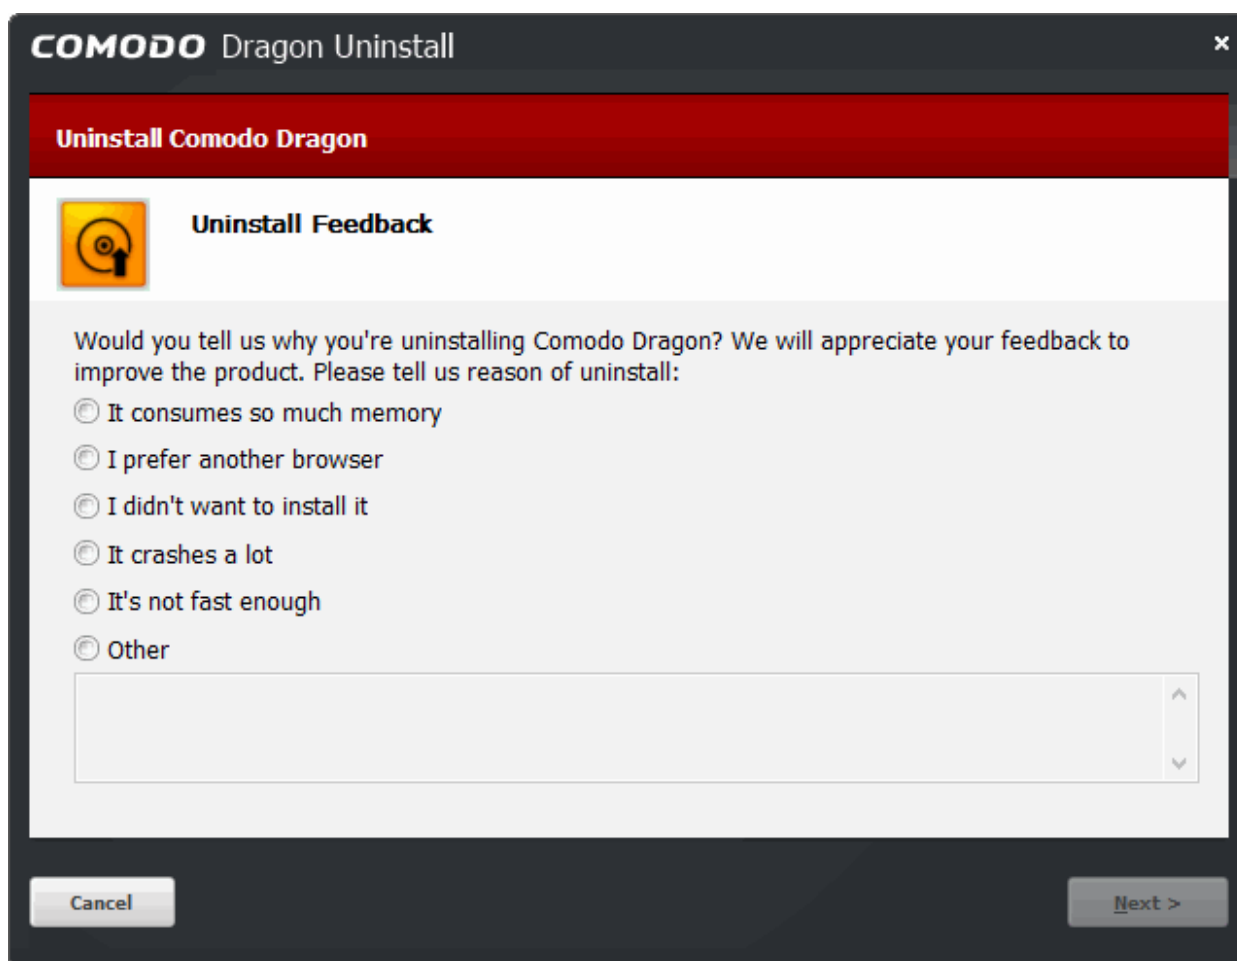 COMODO Dragon Uninstall
Uninstall Comodo Dragon
Uninstall Feedback
Would you tell us why you're uninstalling Comodo Dragon? We will appreciate your feedback to
improve the product. Please tell us reason of uninstall:
It consumes so much memory
I prefer another browser
I didn't want to install it
It crashes a lot
It's not fast enough
Other
Cancel
Next >